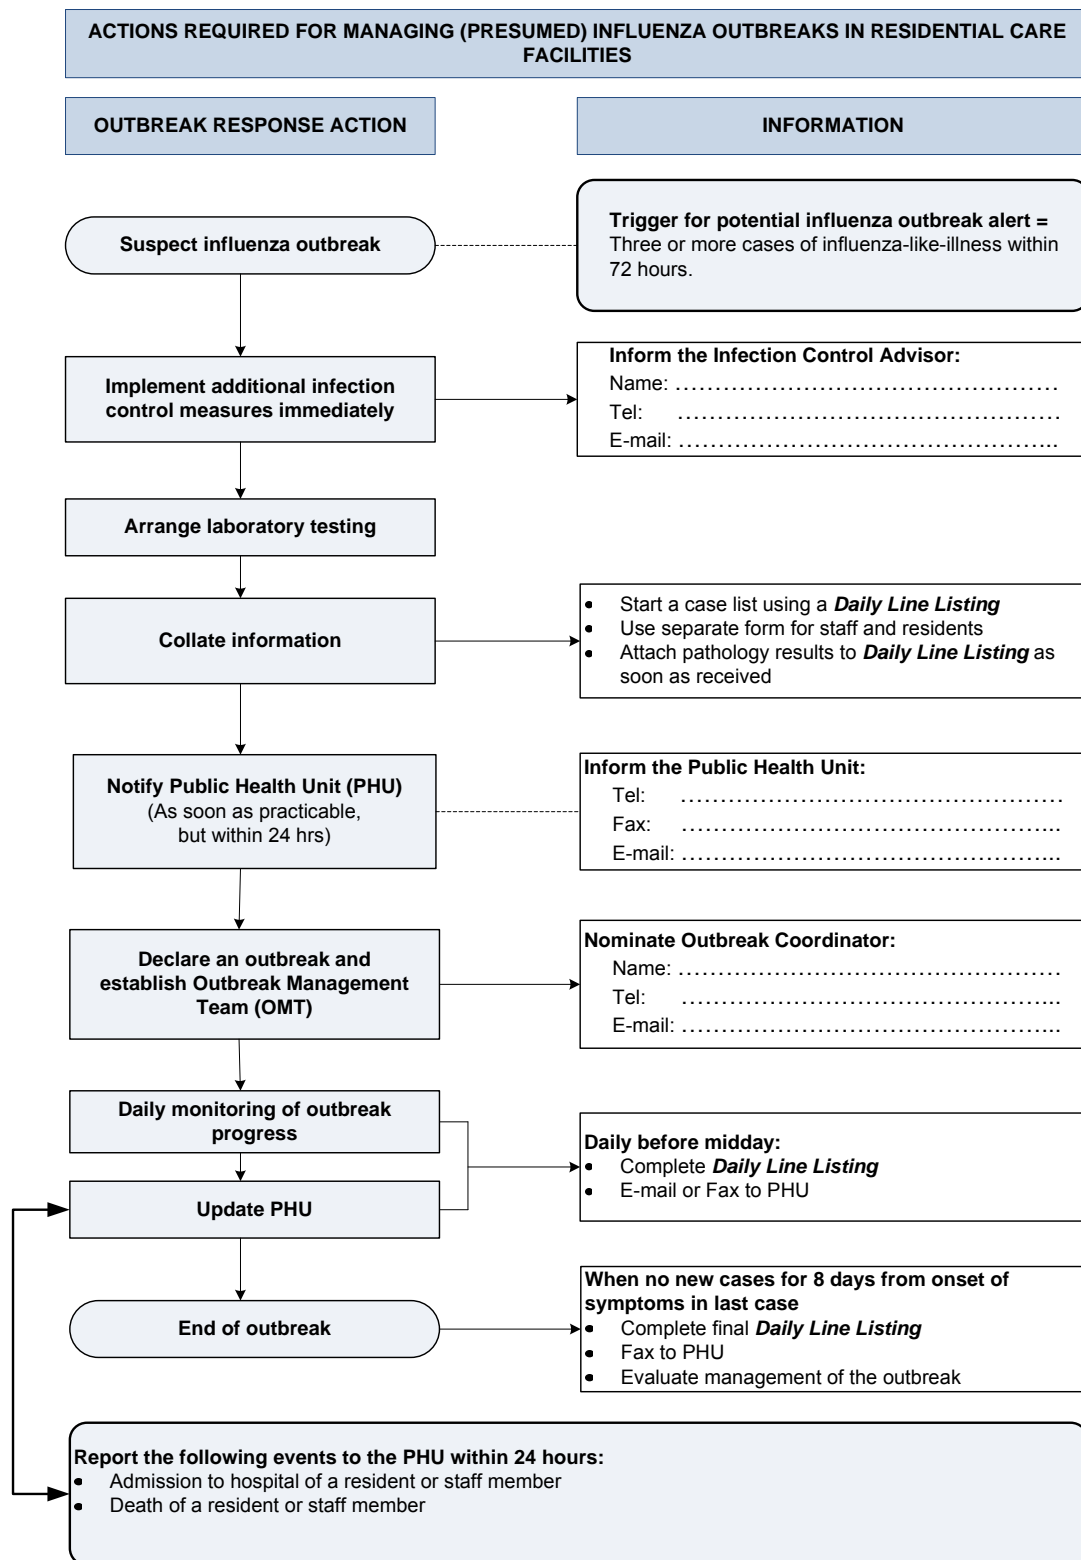 ACTIONS REQUIRED FOR MANAGING (PRESUMED) INFLUENZA OUTBREAKS IN RESIDENTIAL CARE
FACILITIES
OUTBREAK RESPONSE ACTION
INFORMATION
Suspect influenza outbreak
Trigger for potential influenza outbreak alert =
Three or more cases of influenza-like-illness within
72 hours.
Implement additional infection
control measures immediately
Inform the Infection Control Advisor:
Name: ……………………………………………………
Tel: ……………………………………………………
E-mail: …………………………………………………..
Arrange laboratory testing
Collate information
• Start a case list using a Daily Line Listing
• Use separate form for staff and residents
• Attach pathology results to Daily Line Listing as
soon as received
Notify Public Health Unit (PHU)
(As soon as practicable,
but within 24 hrs)
Inform the Public Health Unit:
Tel: ……………………………………………………
Fax: …………………………………………………...
E-mail: …………………………………………………...
Declare an outbreak and
establish Outbreak Management
Team (OMT)
Nominate Outbreak Coordinator:
Name: ……………………………………………………
Tel: …………………………………………………...
E-mail: …………………………………………………...
Daily monitoring of outbreak
progress
Update PHU
Daily before midday:
• Complete Daily Line Listing
• E-mail or Fax to PHU
End of outbreak
When no new cases for 8 days from onset of
symptoms in last case
• Complete final Daily Line Listing
• Fax to PHU
• Evaluate management of the outbreak
Report the following events to the PHU within 24 hours:
• Admission to hospital of a resident or staff member
• Death of a resident or staff member